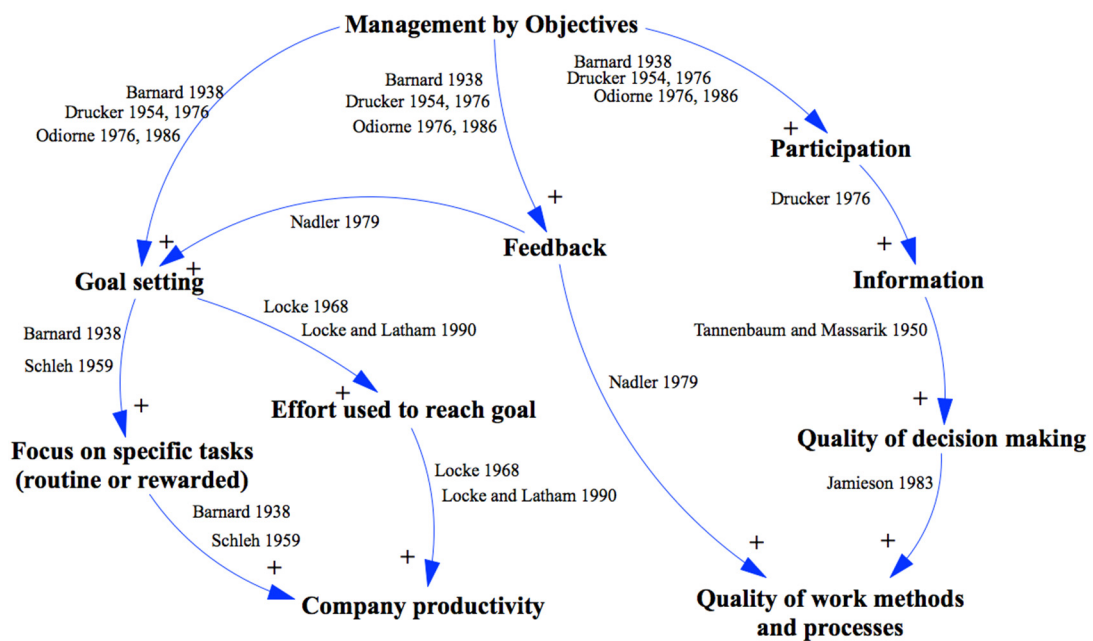 Management by Objectives
Barnard 1938
Drucker 1954, 1976
Odiorne 1976, 1986
Barnard 1938
Drucker 1954, 1976
Odiorne 1976, 1986
Barnard 1938
Drucker 1954, 1976
Odiorne 1976, 1986
+
Participation
Drucker 1976
+
Nadler 1979
+
Feedback
+
+
Goal setting
+
Information
Locke 1968
Locke and Latham 1990
Barnard 1938
Schleh 1959
Tannenbaum and Massarik 1950
Nadler 1979
+
Effort used to reach goal
+
+
Focus on specific tasks
(routine or rewarded)
Quality of decision making
Locke 1968
Locke and Latham 1990
Jamieson 1983
Barnard 1938
Schleh 1959
+
+
+
+
Company productivity
Quality of work methods
and processes